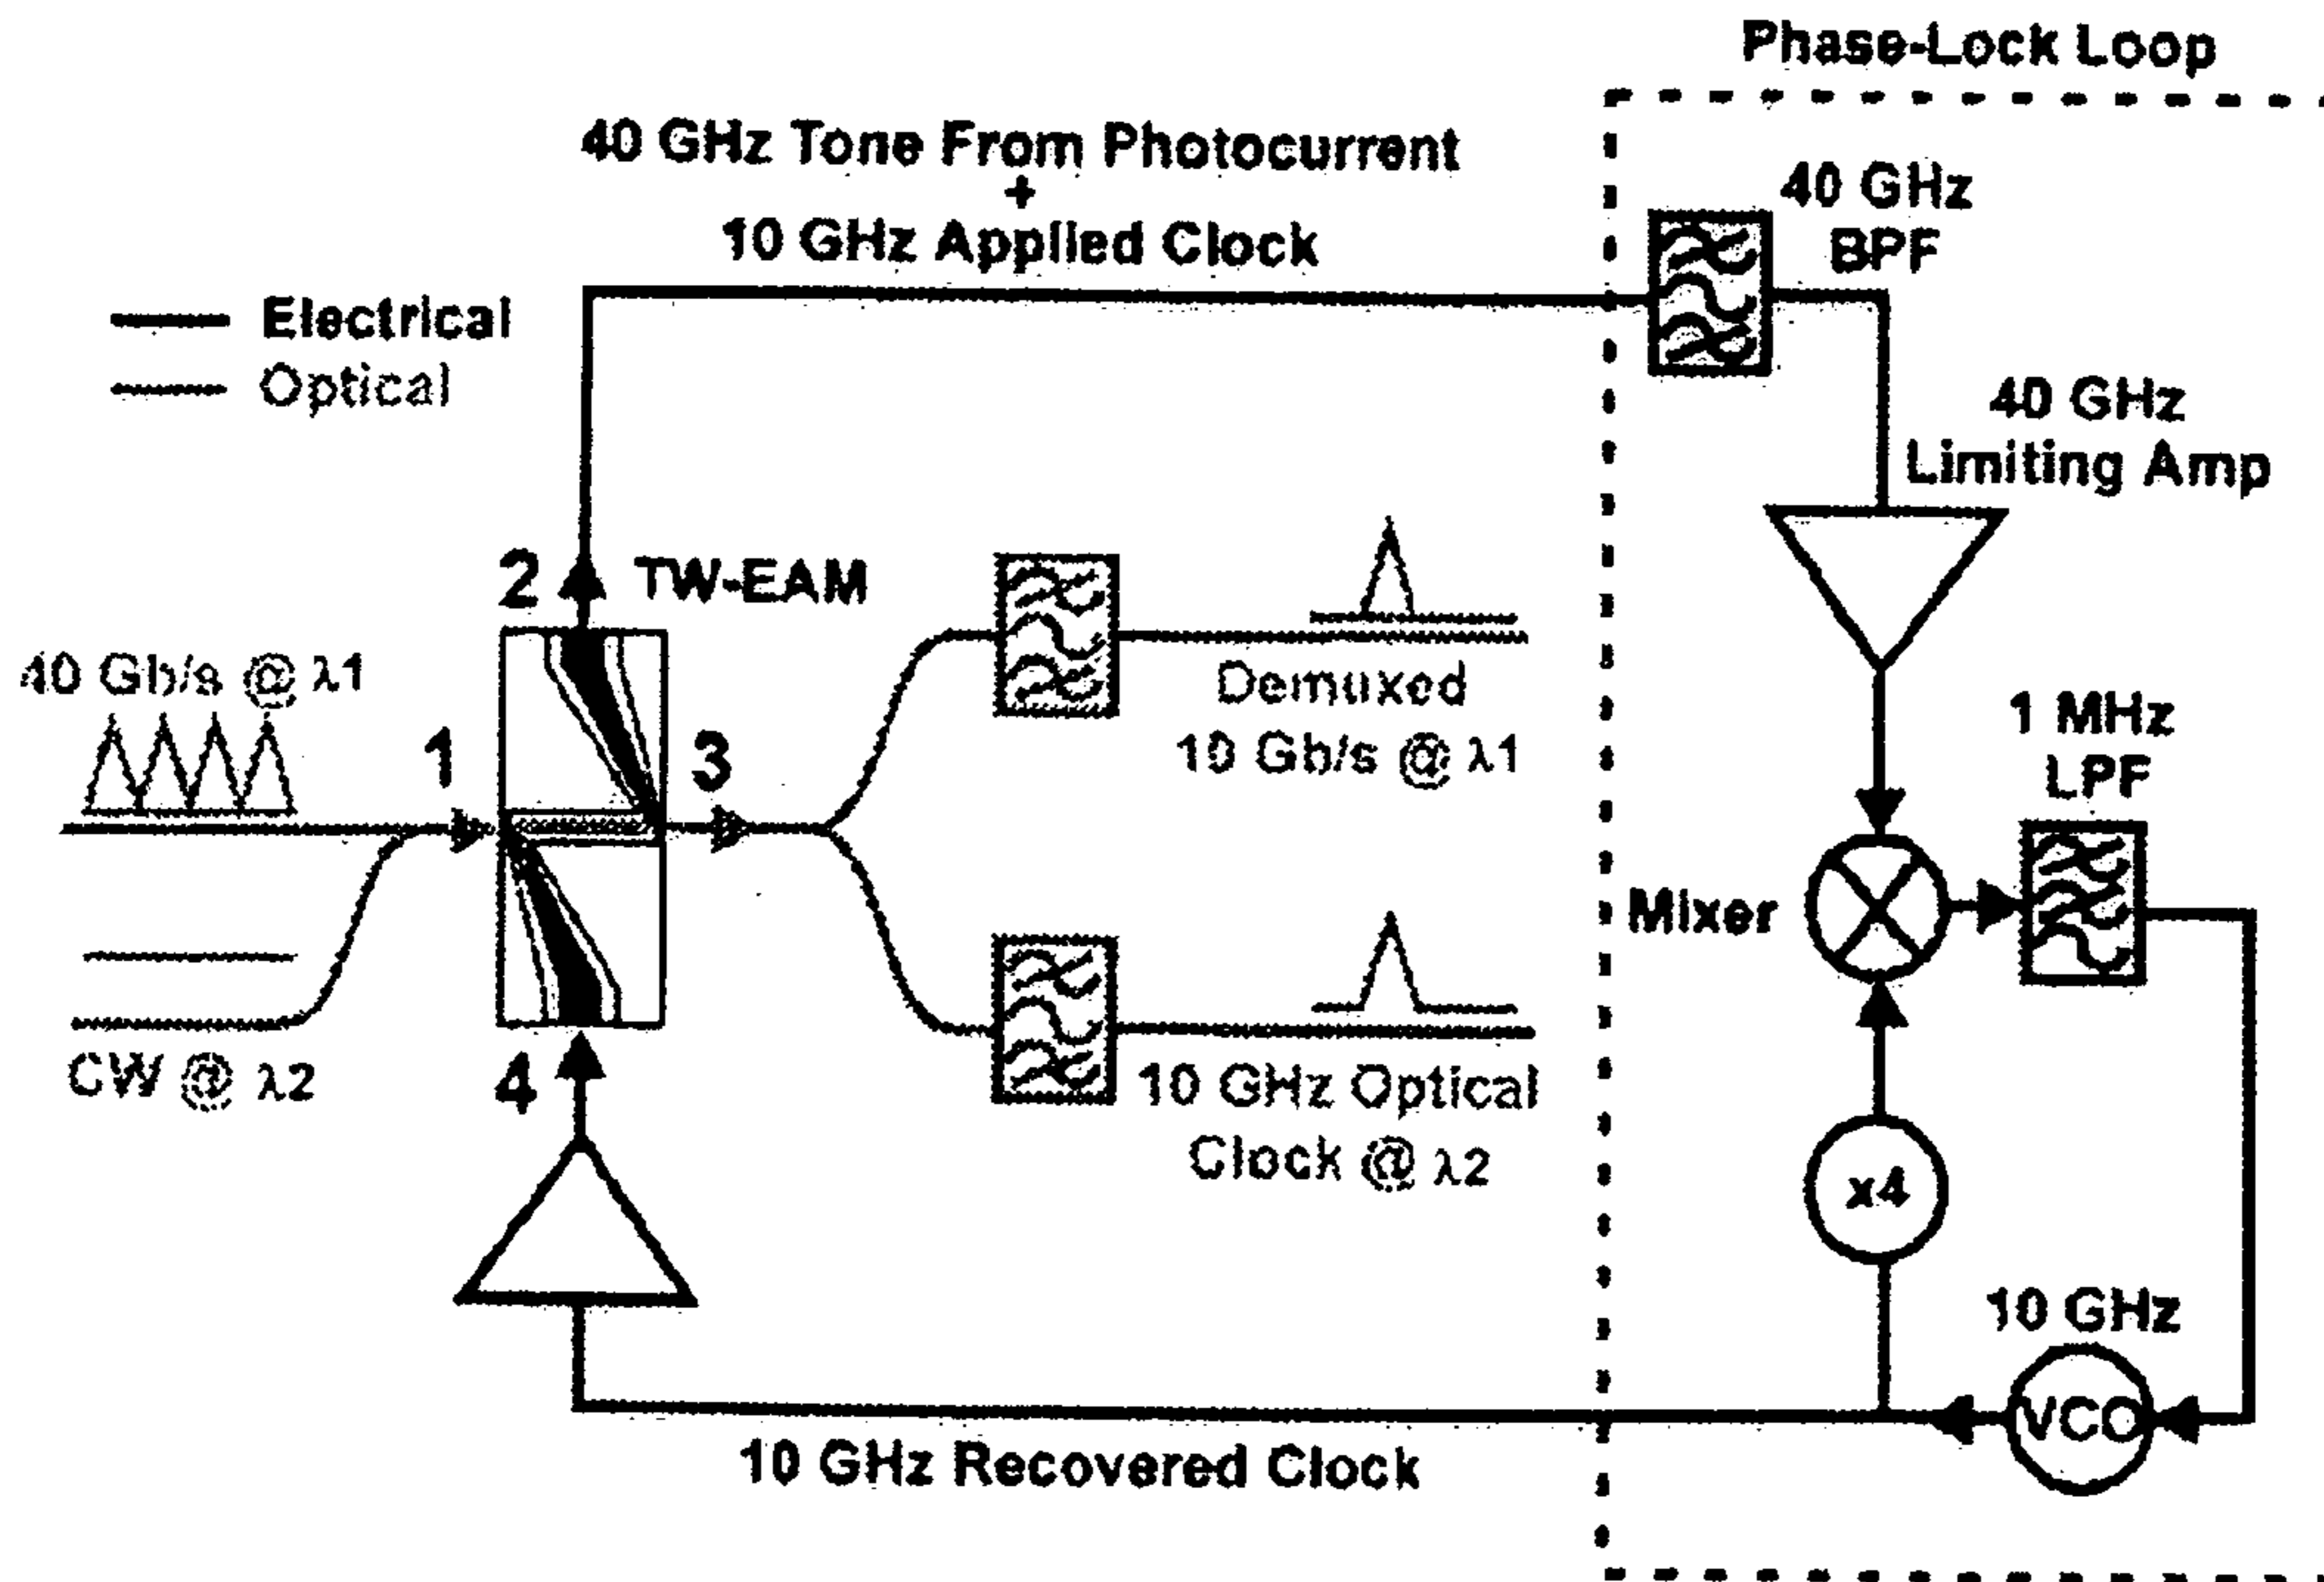 Phase-Lock Loop
40 GHz Tone From Photocurrent
+
10 GHz Applied Clock
40 GHz
BPF
Electrical
Optical
40 GHz
Limiting Amp
2
TW-EAM
40 Gb/s @ λ1
1
3
Demuxed
10 Gb/s @ λ1
1 MHz
LPF
Mixer
CW @ λ2
4
10 GHz Optical
Clock @ λ2
x4
10 GHz
VCO
10 GHz Recovered Clock